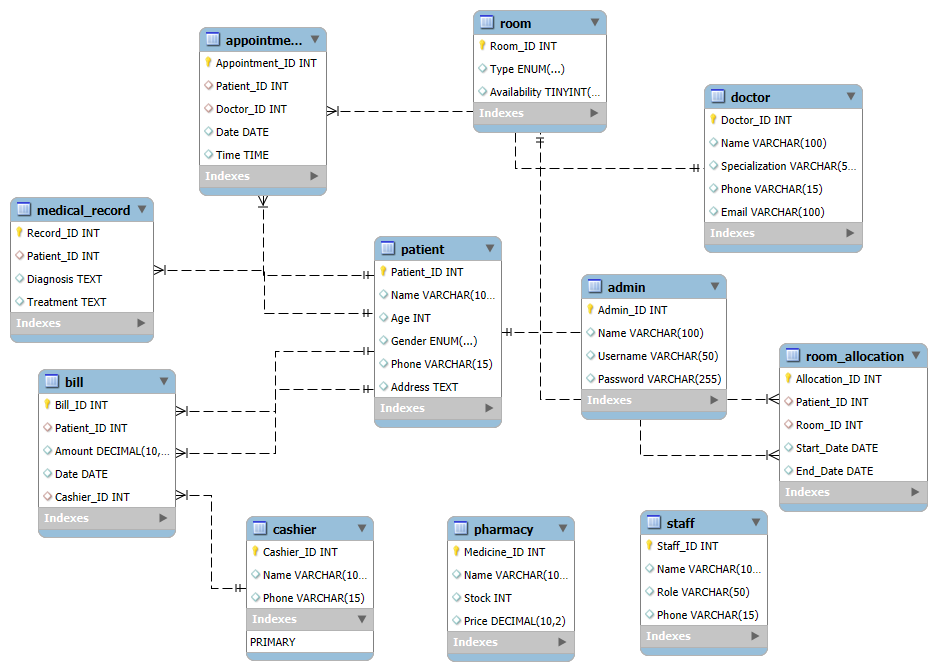 appointme...
Appointment_ID INT
Patient_ID INT
Doctor_ID INT
Date DATE
Time TIME
Indexes
room
Room_ID INT
Type ENUM(...)
Availability TINYINT(...
Indexes
doctor
Doctor_ID INT
Name VARCHAR(100)
Specialization VARCHAR(5...
Phone VARCHAR(15)
Email VARCHAR(100)
Indexes
medical_record
Record_ID INT
Patient_ID INT
Diagnosis TEXT
Treatment TEXT
Indexes
patient
Patient_ID INT
Name VARCHAR(10...
Age INT
Gender ENUM(...)
Phone VARCHAR(15)
Address TEXT
Indexes
admin
Admin_ID INT
Name VARCHAR(100)
Username VARCHAR(50)
Password VARCHAR(255)
Indexes
room_allocation
Allocation_ID INT
Patient_ID INT
Room_ID INT
Start_Date DATE
End_Date DATE
Indexes
bill
Bill_ID INT
Patient_ID INT
Amount DECIMAL(10,...
Date DATE
Cashier_ID INT
Indexes
cashier
Cashier_ID INT
Name VARCHAR(10...
Phone VARCHAR(15)
Indexes
PRIMARY
pharmacy
Medicine_ID INT
Name VARCHAR(10...
Stock INT
Price DECIMAL(10,2)
Indexes
staff
Staff_ID INT
Name VARCHAR(10...
Role VARCHAR(50)
Phone VARCHAR(15)
Indexes